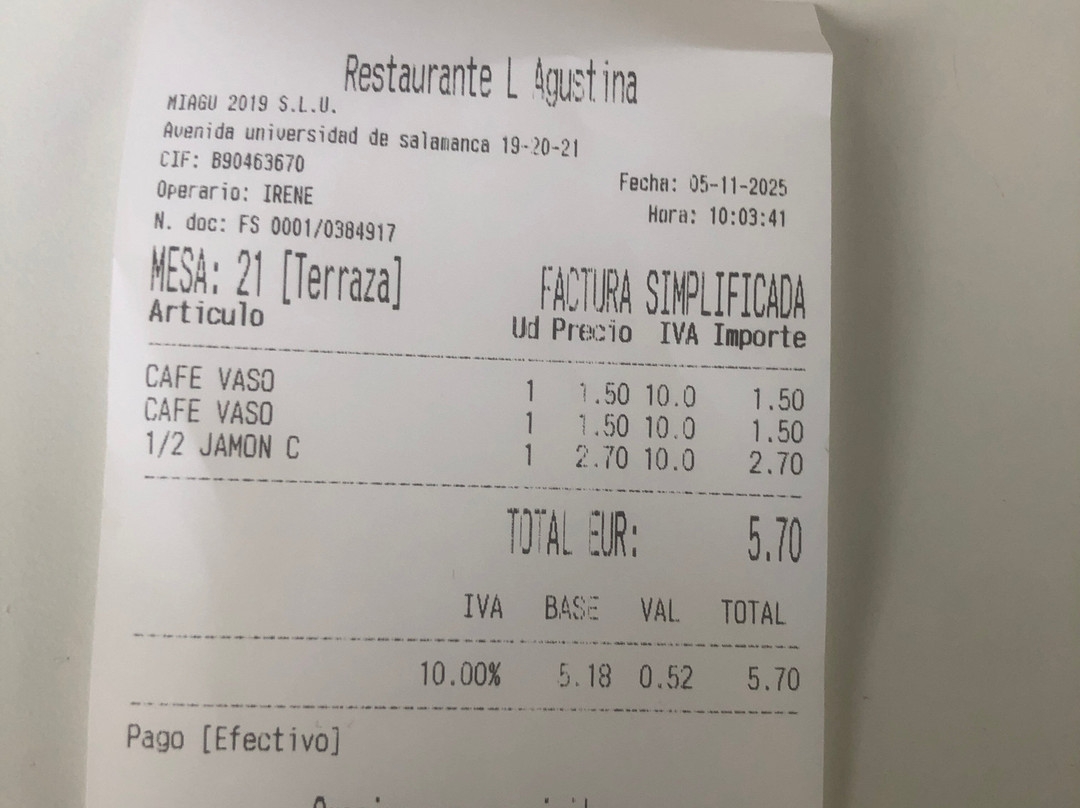 Restaurante L Agustina
MIAGU 2019 S.L.U.
Avenida universidad de salamanca 19-20-21
CIF: B90463670
Fecha: 05-11-2025
Operario: IRENE
Hora: 10:03:41
N. doc: FS 0001/0384917
MESA: 21 [Terraza]
FACTURA SIMPLIFICADA
Articulo Ud Precio IVA Importe
CAFE VASO 1 1.50 10.0 1.50
CAFE VASO 1 1.50 10.0 1.50
1/2 JAMON C 1 2.70 10.0 2.70
TOTAL EUR: 5.70
IVA BASE VAL TOTAL
10.00% 5.18 0.52 5.70
Pago [Efectivo]